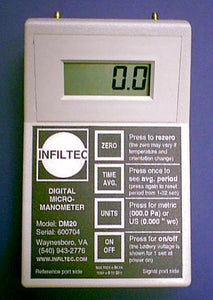 0.0
INFILTEC
DIGITAL
MICRO-
MANOMETER
Model: DM20
Serial: 600704
Waynesboro, VA
(540) 943-2776
USA
Reference port side
ZERO
Press to rezero
(the zero may vary if
temperature and
orientation change)
TIME
AVG.
Press once to
see avg. period
(press again to reset
period from 1=>22 sec)
UNITS
Press for metric
(000.0 Pa) or
US (0.000 " wc)
ON
OFF
Press for on/off
(the battery voltage is
shown for 1 sec at
power on)
Signal port side